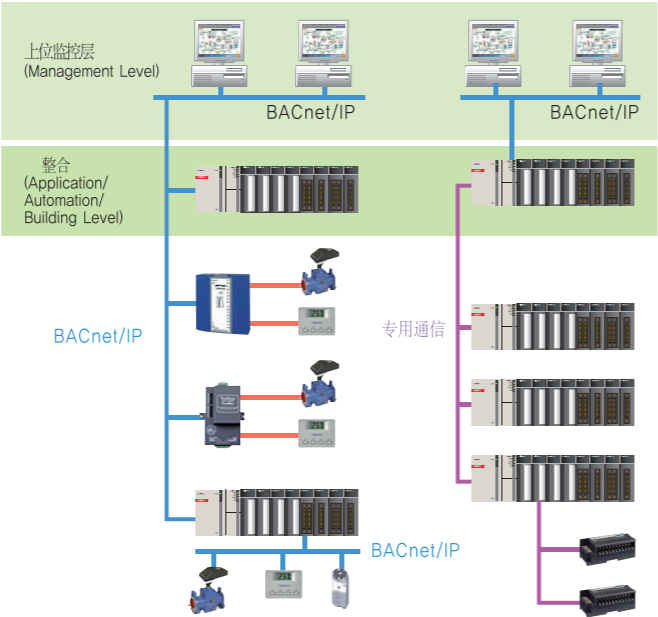 上位监控层
(Management Level)
BACnet/IP
BACnet/IP
整合
(Application/
Automation/
Building Level)
BACnet/IP
专用通信
BACnet/IP